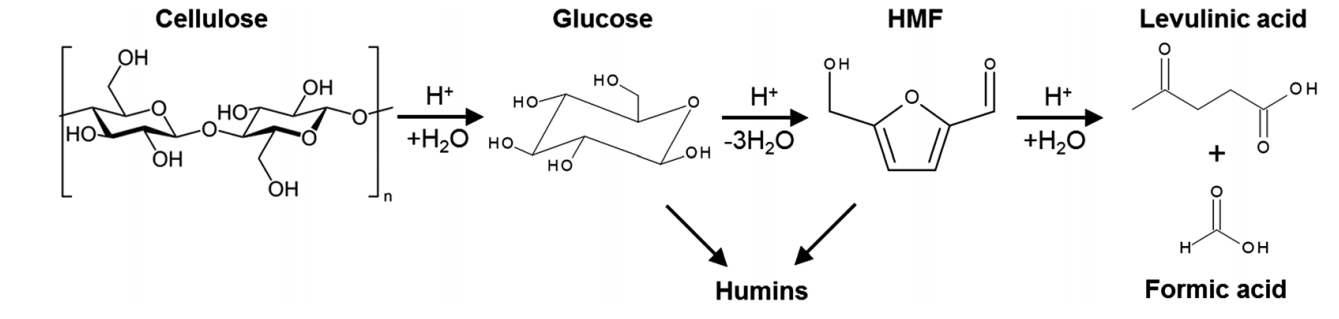 Cellulose
Glucose
HMF
Levulinic acid
OH
O
HO
OH
O
HO
OH
O
OH
O
n
H⁺
+H₂O
HO
HO
O
HO
HO
OH
H⁺
-3H₂O
OH
O
O
H⁺
+H₂O
O
OH
O
+
O
H
OH
Formic acid
Humins